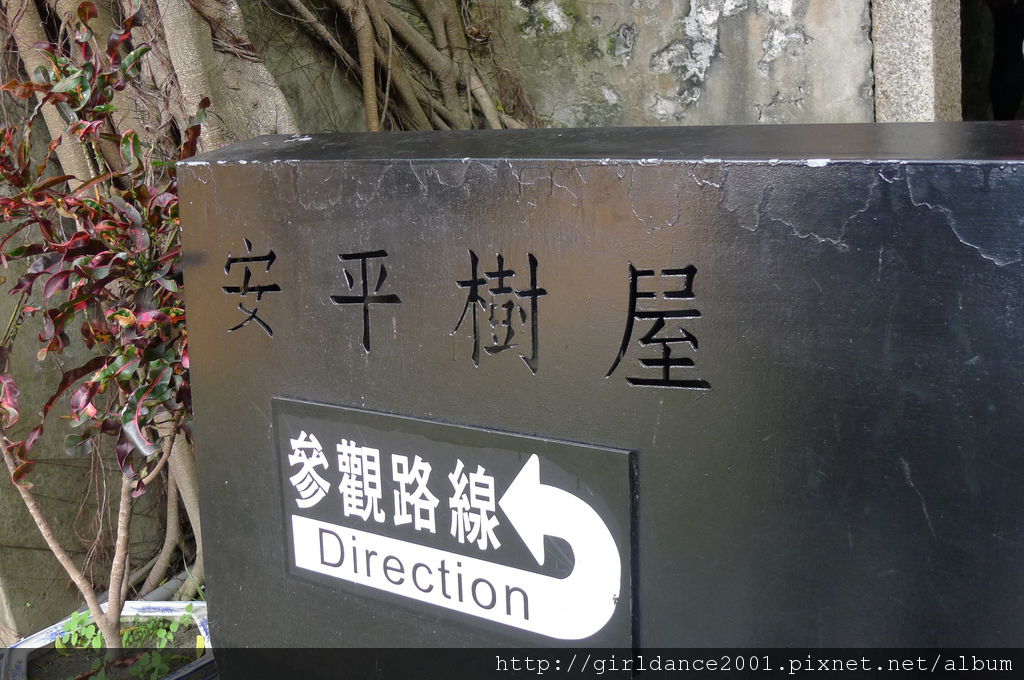 安平樹屋
參觀路線
Direction
http://girldance2001.pixnet.net/album